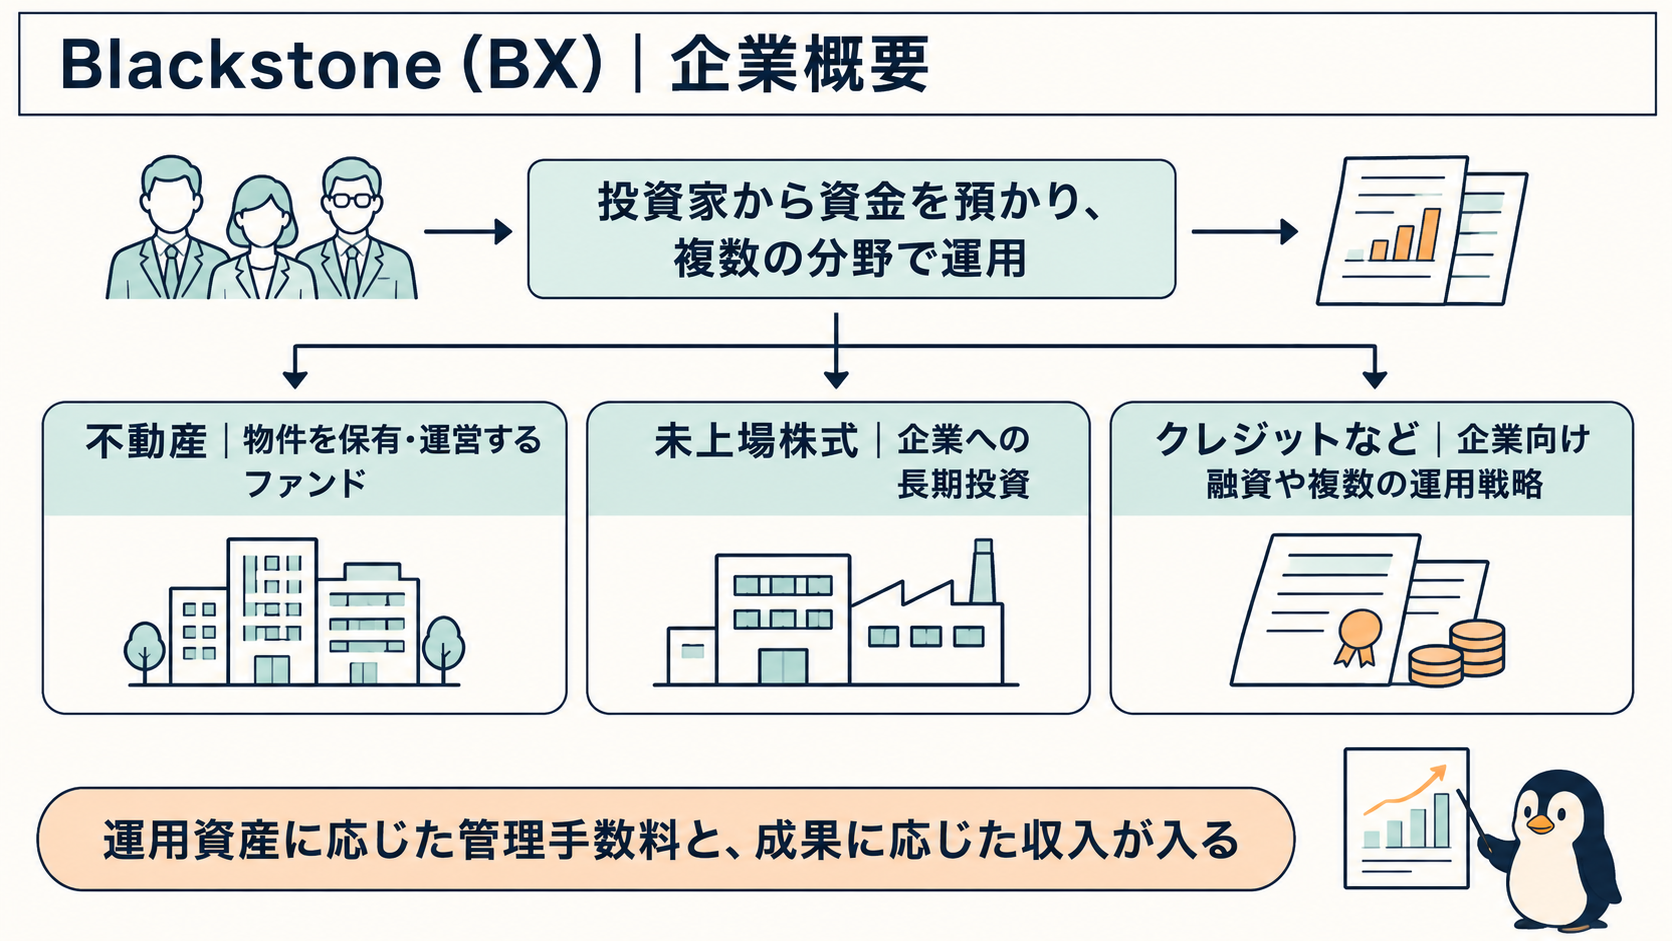 Blackstone (BX)｜企業概要
投資家から資金を預かり、
複数の分野で運用
不動産｜物件を保有・運営する
ファンド
未上場株式｜企業への
長期投資
クレジットなど｜企業向け
融資や複数の運用戦略
運用資産に応じた管理手数料と、成果に応じた収入が入る